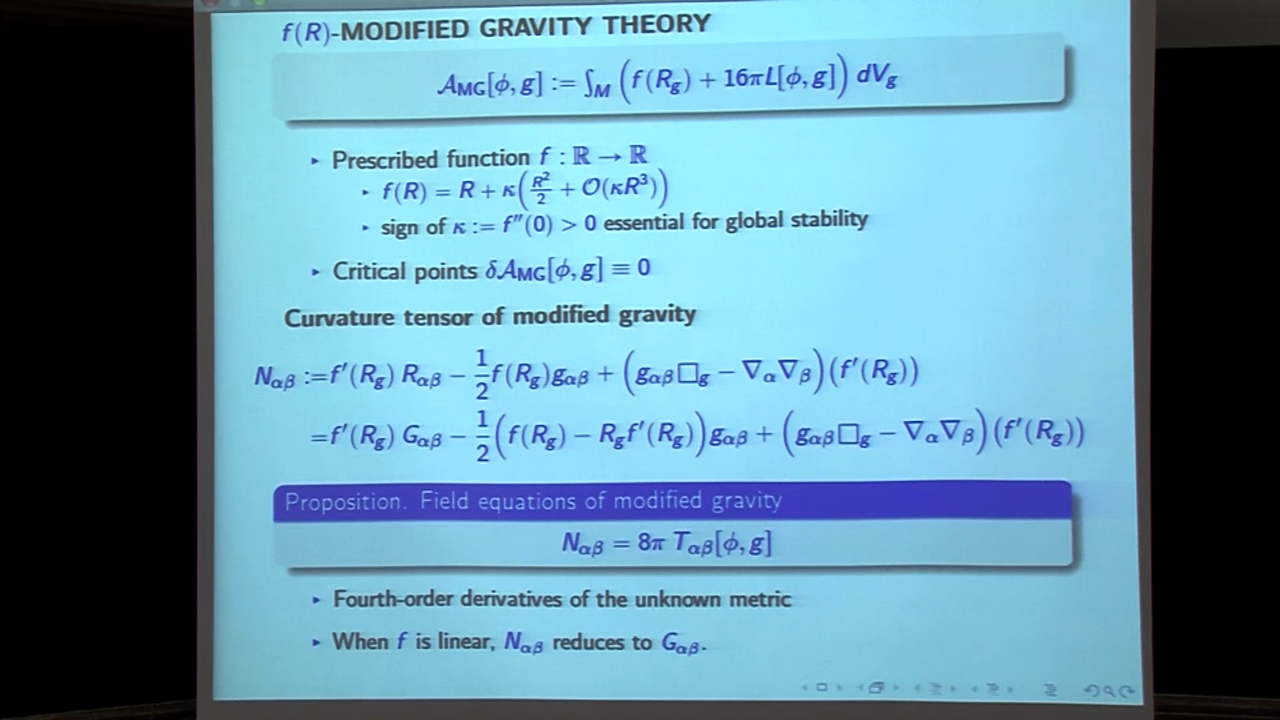 f(R)-MODIFIED GRAVITY THEORY
𝒜_MG[ϕ, g] := ∫_M (f(R_g) + 16πL[ϕ, g]) dV_g
‣ Prescribed function f : ℝ → ℝ
‣ f(R) = R + κ(R²/2 + 𝒪(κR³))
‣ sign of κ := f″(0) > 0 essential for global stability
‣ Critical points δ𝒜_MG[ϕ, g] ≡ 0
Curvature tensor of modified gravity
N_αβ := f′(R_g) R_αβ − 1/2 f(R_g)g_αβ + (g_αβ □_g − ∇_α∇_β)(f′(R_g))
= f′(R_g) G_αβ − 1/2 (f(R_g) − R_g f′(R_g))g_αβ + (g_αβ □_g − ∇_α∇_β)(f′(R_g))
Proposition. Field equations of modified gravity
N_αβ = 8π T_αβ[ϕ, g]
‣ Fourth-order derivatives of the unknown metric
‣ When f is linear, N_αβ reduces to G_αβ.